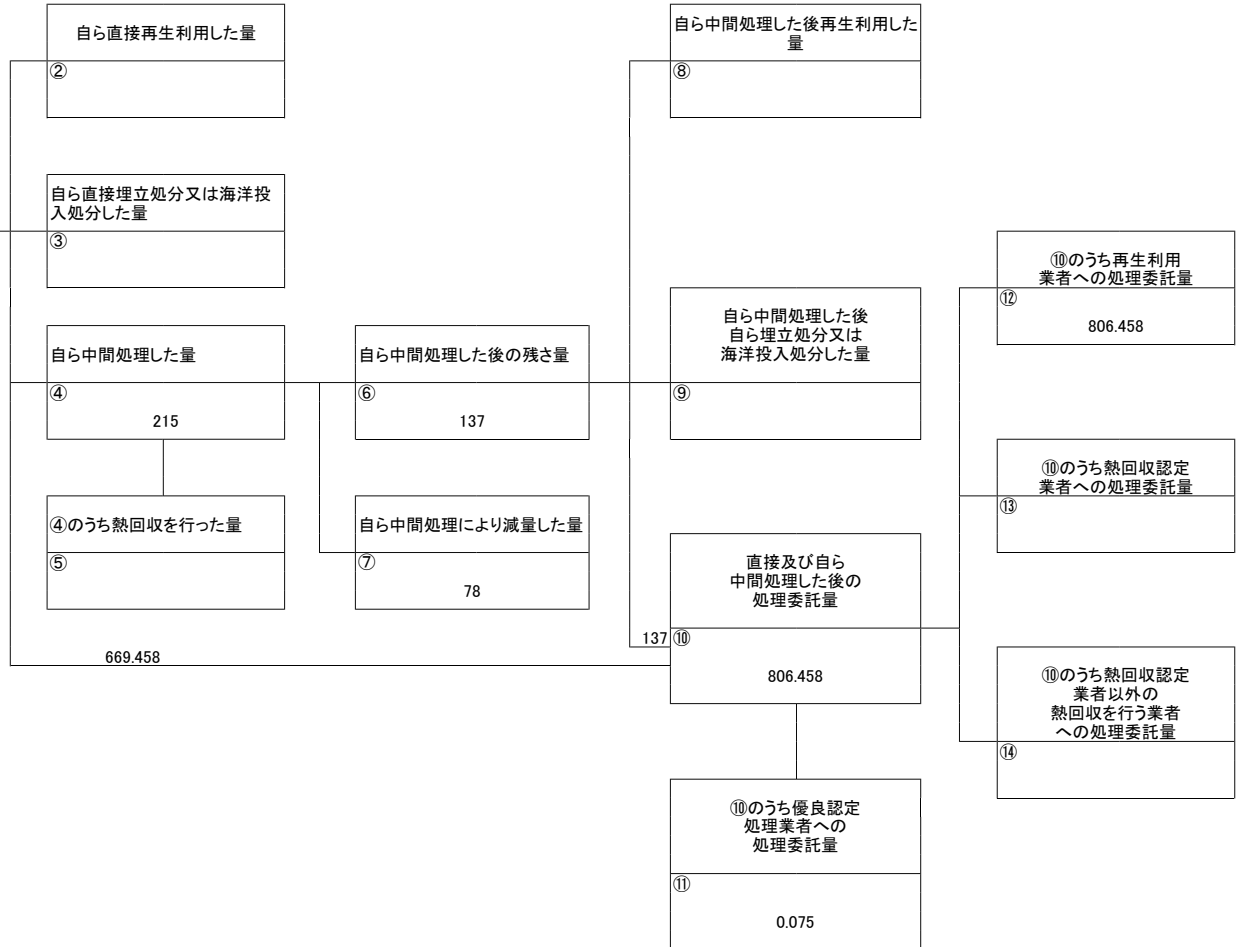 自ら直接再生利用した量
②
自ら中間処理した後再生利用した
量
⑧
自ら直接埋立処分又は海洋投
入処分した量
③
⑩のうち再生利用
業者への処理委託量
⑫
806.458
自ら中間処理した後
自ら埋立処分又は
海洋投入処分した量
⑨
自ら中間処理した量
④
215
自ら中間処理した後の残さ量
⑥
137
⑩のうち熱回収認定
業者への処理委託量
⑬
④のうち熱回収を行った量
⑤
自ら中間処理により減量した量
⑦
78
直接及び自ら
中間処理した後の
処理委託量
137
⑩
806.458
669.458
⑩のうち熱回収認定
業者以外の
熱回収を行う業者
への処理委託量
⑭
⑩のうち優良認定
処理業者への
処理委託量
⑪
0.075